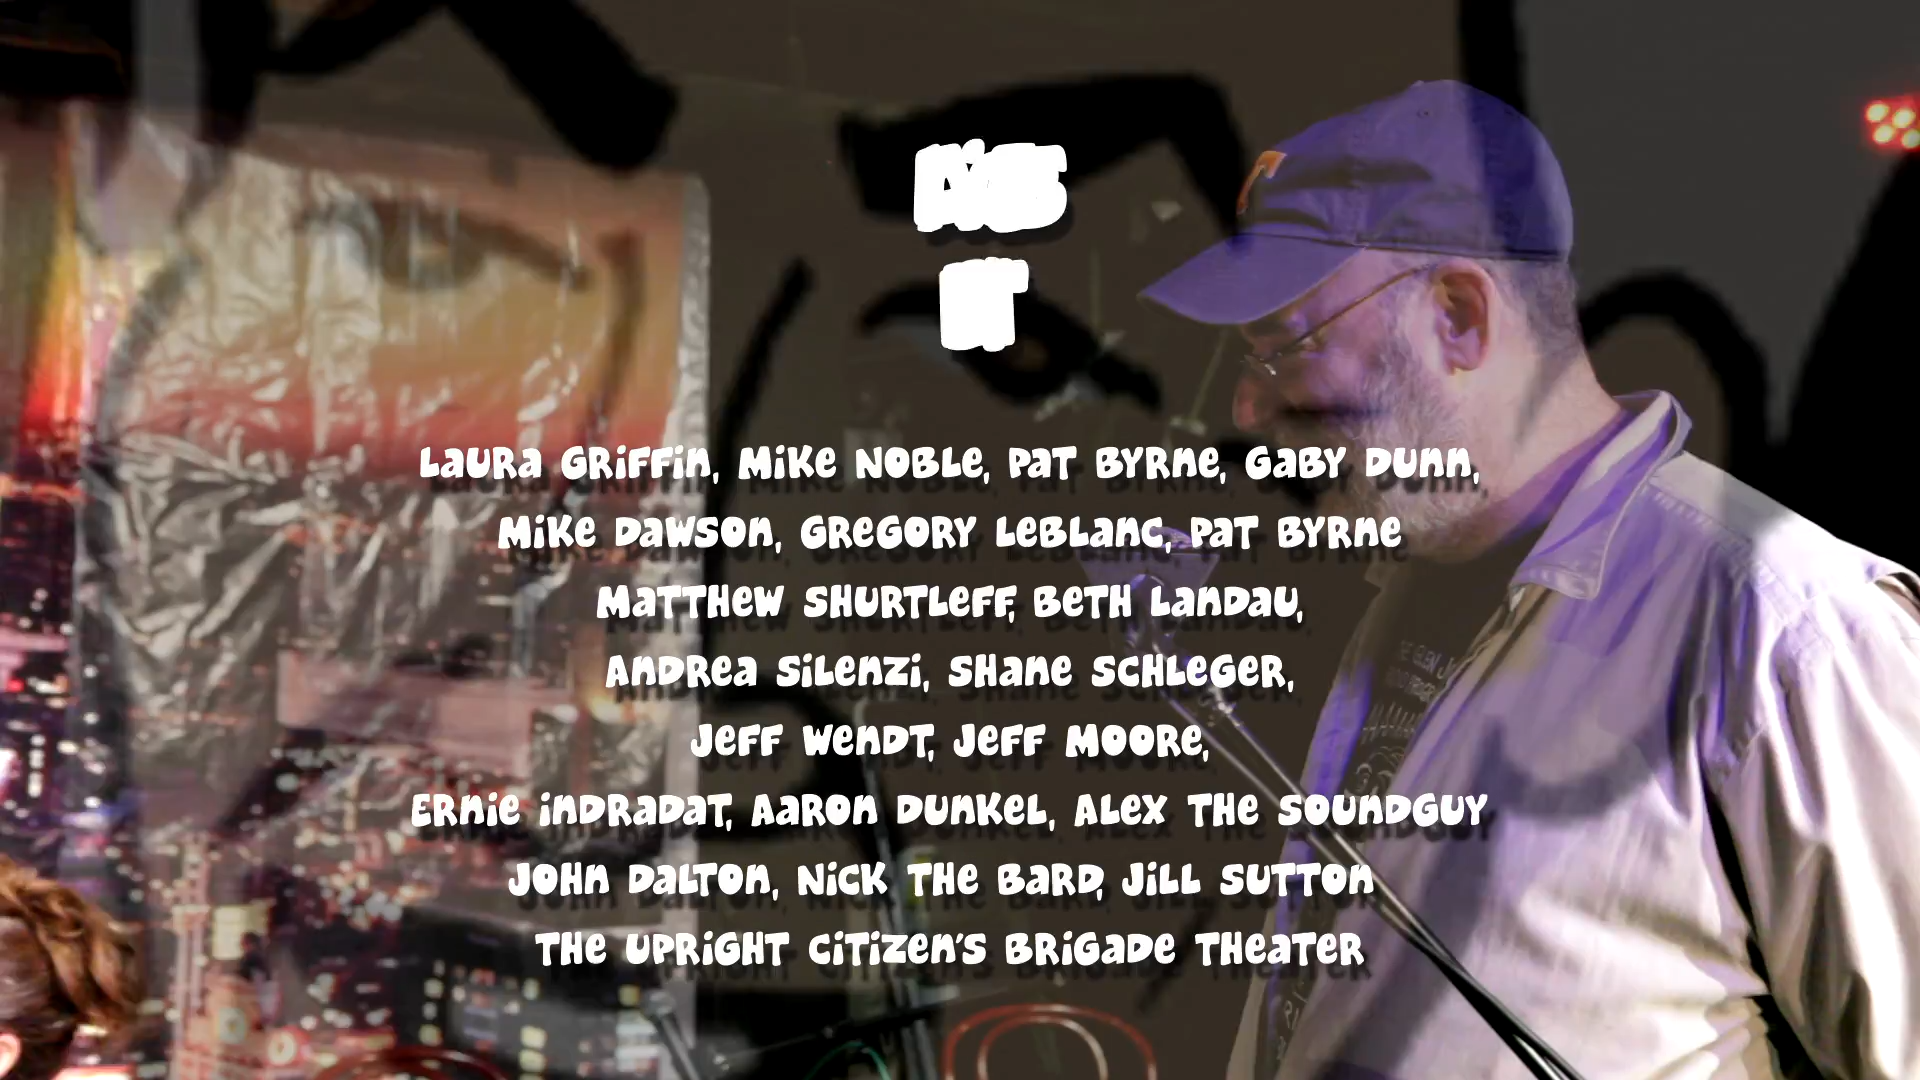 Laura Griffin, Mike Noble, Pat Byrne, Gaby Dunn,
Mike Dawson, Gregory LeBlanc, Pat Byrne
Matthew Shurtleff, Beth Landau,
Andrea Silenzi, Shane Schleger,
Jeff Wendt, Jeff Moore,
Ernie Indradat, Aaron Dunkel, Alex the Soundguy
John Dalton, Nick the Bard, Jill Sutton
The Upright Citizen's Brigade Theater